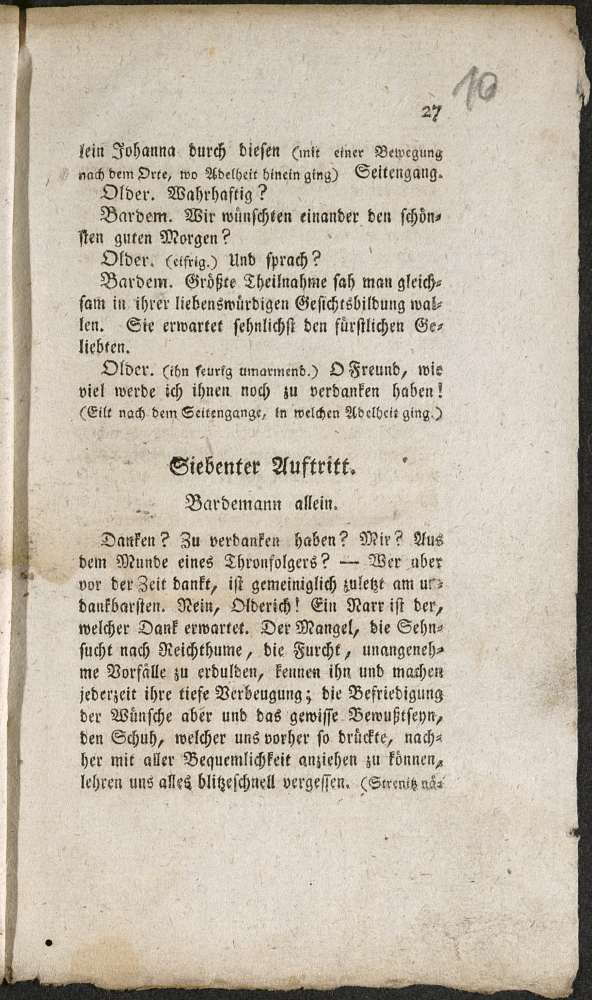 10
27
lein Johanna durch diesen (mit einer Bewegung
nach dem Orte, wo Adelheit hinein ging) Seitengang.
Older. Wahrhaftig?
Bardem. Wir wünschten einander den schön-
sten guten Morgen?
Older. (eifrig.) Und sprach?
Bardem. Größte Theilnahme sah man gleich-
sam in ihrer liebenswürdigen Gesichtsbildung wal-
len. Sie erwartet sehnlichst den fürstlichen Ge-
liebten.
Older. (ihn feurig umarmend.) O Freund, wie
viel werde ich ihnen noch zu verdanken haben!
(Eilt nach dem Seitengange, in welchen Adelheit ging.)
Siebenter Auftritt.
Bardemann allein.
Danken? Zu verdanken haben? Mir? Aus
dem Munde eines Thronfolgers? — Wer aber
vor der Zeit dankt, ist gemeiniglich zuletzt am un-
dankbarsten. Nein, Olderich! Ein Narr ist der,
welcher Dank erwartet. Der Mangel, die Sehn-
sucht nach Reichthume, die Furcht, unangeneh-
me Vorfälle zu erdulden, kennen ihn und machen
jederzeit ihre tiefe Verbeugung; die Befriedigung
der Wünsche aber und das gewisse Bewußtseyn,
den Schuh, welcher uns vorher so drückte, nach-
her mit aller Bequemlichkeit anziehen zu können,
lehren uns alles blitzeschnell vergessen. (Strenitz nä-